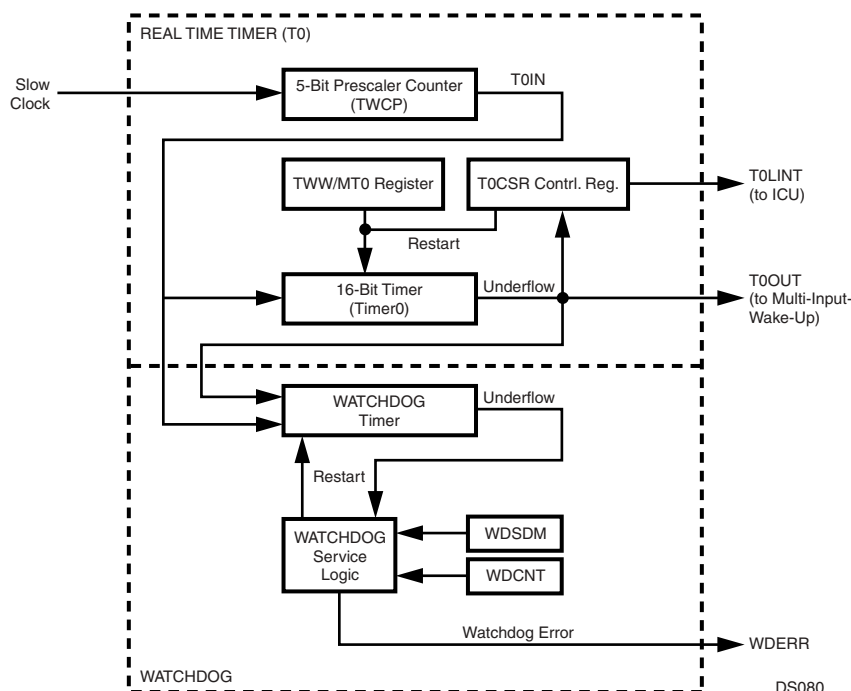 REAL TIME TIMER (T0)
Slow
Clock
5-Bit Prescaler Counter
(TWCP)
T0IN
TWW/MT0 Register
T0CSR Contrl. Reg.
T0LINT
(to ICU)
Restart
16-Bit Timer
(Timer0)
Underflow
T0OUT
(to Multi-Input-
Wake-Up)
WATCHDOG
Timer
Underflow
Restart
WATCHDOG
Service
Logic
WDSDM
WDCNT
Watchdog Error
WDERR
WATCHDOG
DS080